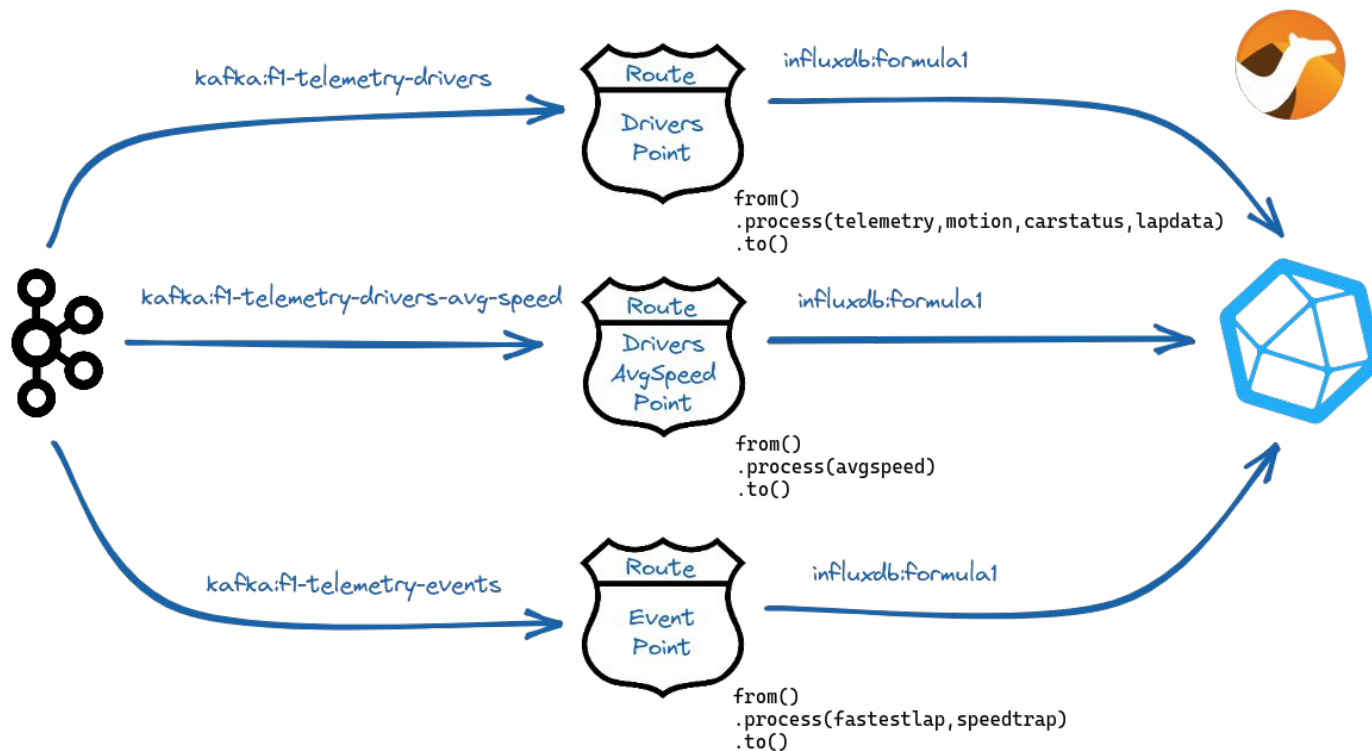 kafka:f1-telemetry-drivers
Route
Drivers
Point
influxdb:formula1
from()
.process(telemetry,motion,carstatus,lapdata)
.to()
kafka:f1-telemetry-drivers-avg-speed
Route
Drivers
AvgSpeed
Point
influxdb:formula1
from()
.process(avgspeed)
.to()
kafka:f1-telemetry-events
Route
Event
Point
influxdb:formula1
from()
.process(fastestlap,speedtrap)
.to()